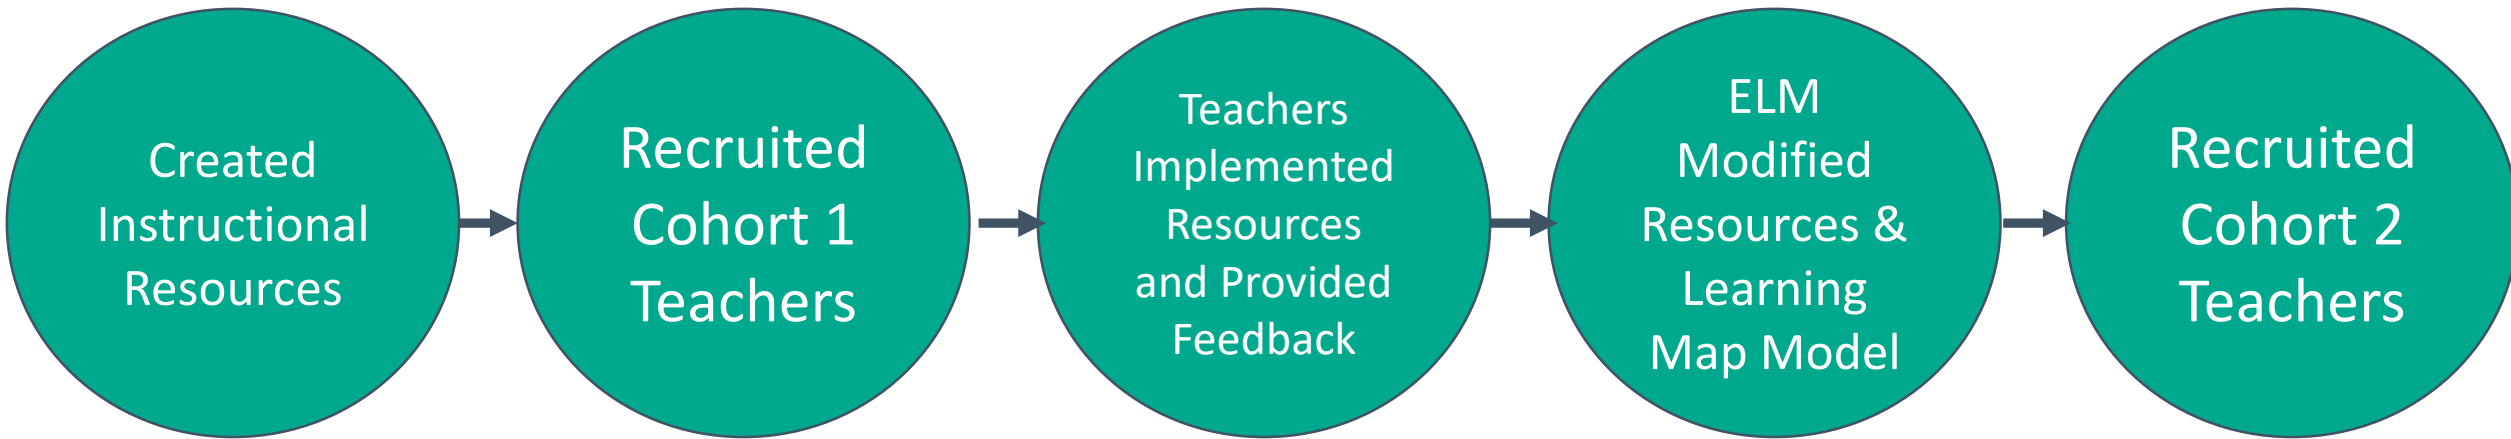 Created
Instructional
Resources
Recruited
Cohort 1
Teachers
Teachers
Implemented
Resources
and Provided
Feedback
ELM
Modified
Resources &
Learning
Map Model
Recruited
Cohort 2
Teachers